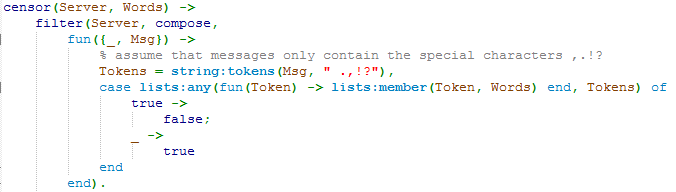 censor(Server, Words) ->
    filter(Server, compose,
        fun({_, Msg}) ->
            % assume that messages only contain the special characters ,.!?
            Tokens = string:tokens(Msg, " .,!?"),
            case lists:any(fun(Token) -> lists:member(Token, Words) end, Tokens) of
                true ->
                    false;
                _ ->
                    true
            end
        end).